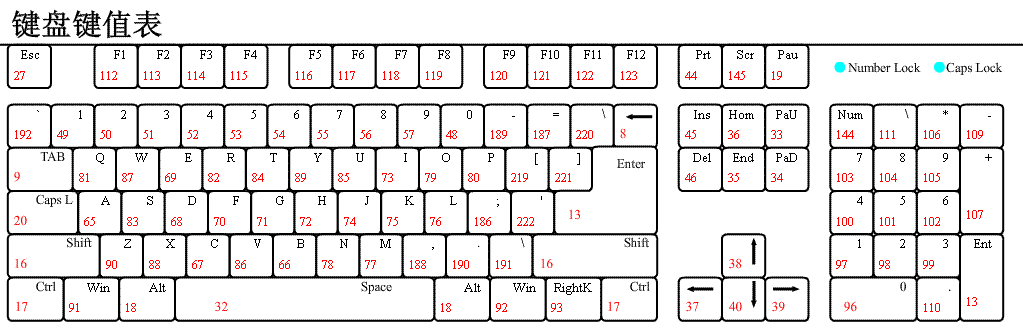 键盘键值表
Esc F1 F2 F3 F4 F5 F6 F7 F8 F9 F10 F11 F12 Prt Scr Pau
27 112 113 114 115 116 117 118 119 120 121 122 123 44 145 19
Number Lock Caps Lock
` 1 2 3 4 5 6 7 8 9 0 - = \ Ins Hom PaU Num \ * -
192 49 50 51 52 53 54 55 56 57 48 189 187 220 8 45 36 33 144 111 106 109
TAB Q W E R T Y U I O P [ ] Enter Del End PaD 7 8 9 +
9 81 87 69 82 84 89 85 73 79 80 219 221 46 35 34 103 104 105
Caps L A S D F G H J K L ; ' 4 5 6
20 65 83 68 70 71 72 74 75 76 186 222 13 100 101 102 107
Shift Z X C V B N M , . \ Shift 1 2 3 Ent
16 90 88 67 86 66 78 77 188 190 191 16 38 97 98 99
Ctrl Win Alt Space Alt Win RightK Ctrl 0 .
17 91 18 32 18 92 93 17 37 40 39 96 110 13